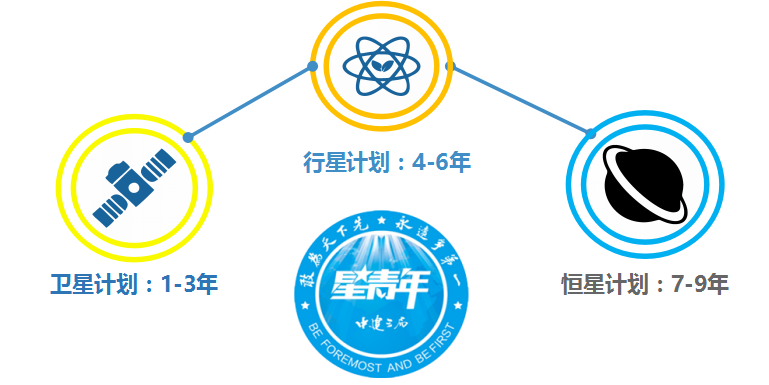 行星计划：4-6年
卫星计划：1-3年
恒星计划：7-9年
敢为天下先 ★ 永远争第一
星青年
中建三局
BE FOREMOST AND BE FIRST